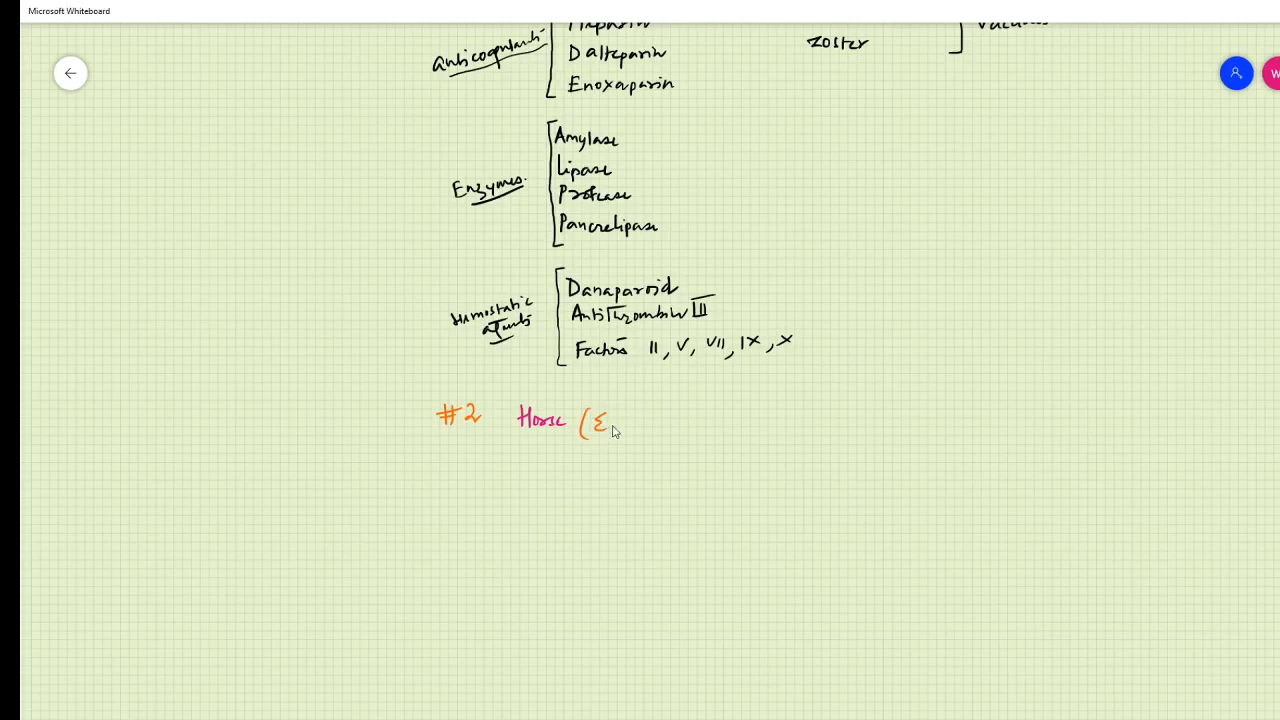 Microsoft Whiteboard
Zoster
Anticoagulants
Dalteparin
Enoxaparin
Enzymes.
Amylase
Lipase
Protease
Pancrelipase
Hemostatic
agents
Danaparoid
AntiThrombin III
Factors II, V, VII, IX, X
#2 Horse (E
W